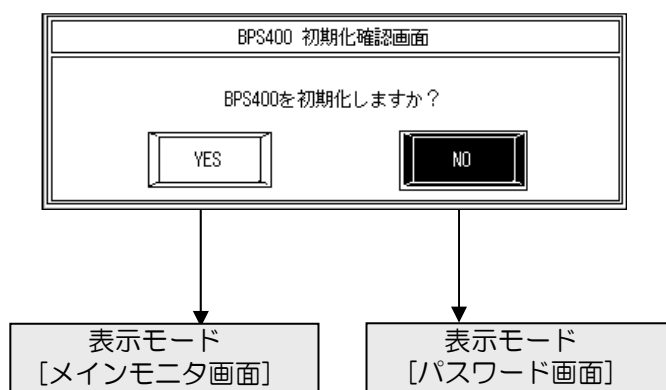 BPS400 初期化確認画面
BPS400を初期化しますか？
YES
NO
表示モード
[メインモニタ画面]
表示モード
[パスワード画面]